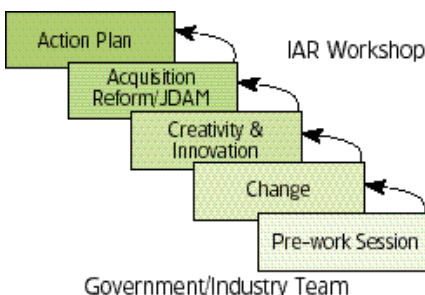 Action Plan
IAR Workshop
Acquisition
Reform/JDAM
Creativity &
Innovation
Change
Pre-work Session
Government/Industry Team